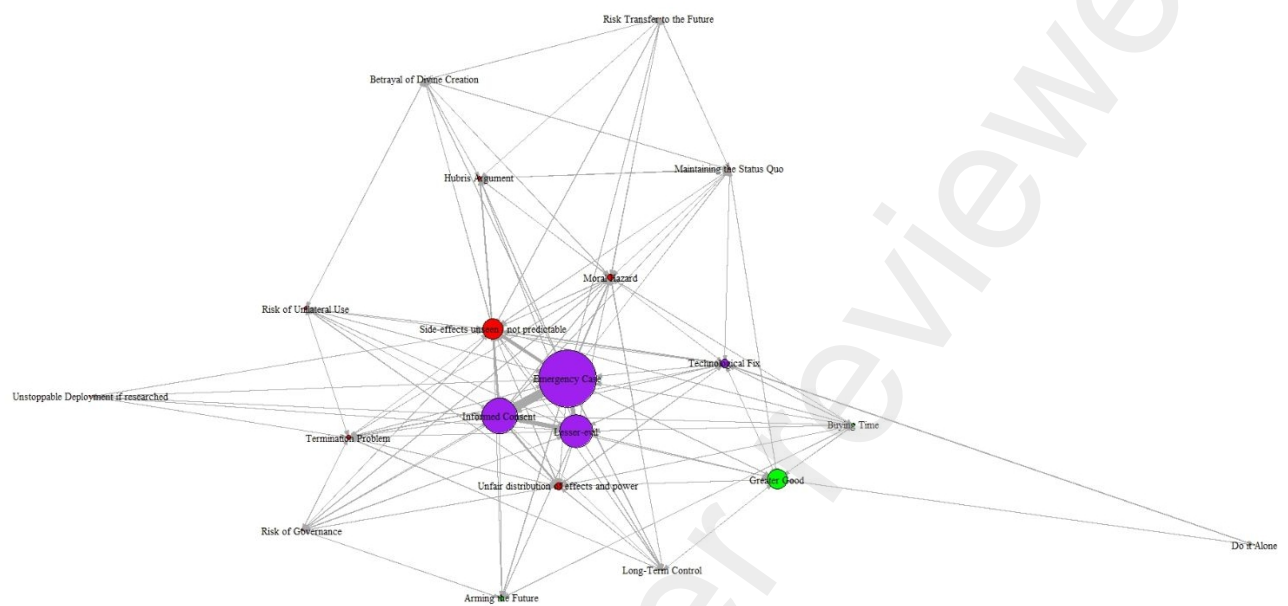 Risk Transfer to the Future
Betrayal of Divine Creation
Maintaining the Status Quo
Hubris Argument
Moral Hazard
Risk of Unilateral Use
Side-effects unseen / not predictable
Technological Fix
Emergency Case
Unstoppable Deployment if researched
Informed Consent
Buying Time
Lesser-evil
Termination Problem
Greater Good
Unfair distribution effects and power
Risk of Governance
Do it Alone
Long-Term Control
Arming the Future
er review